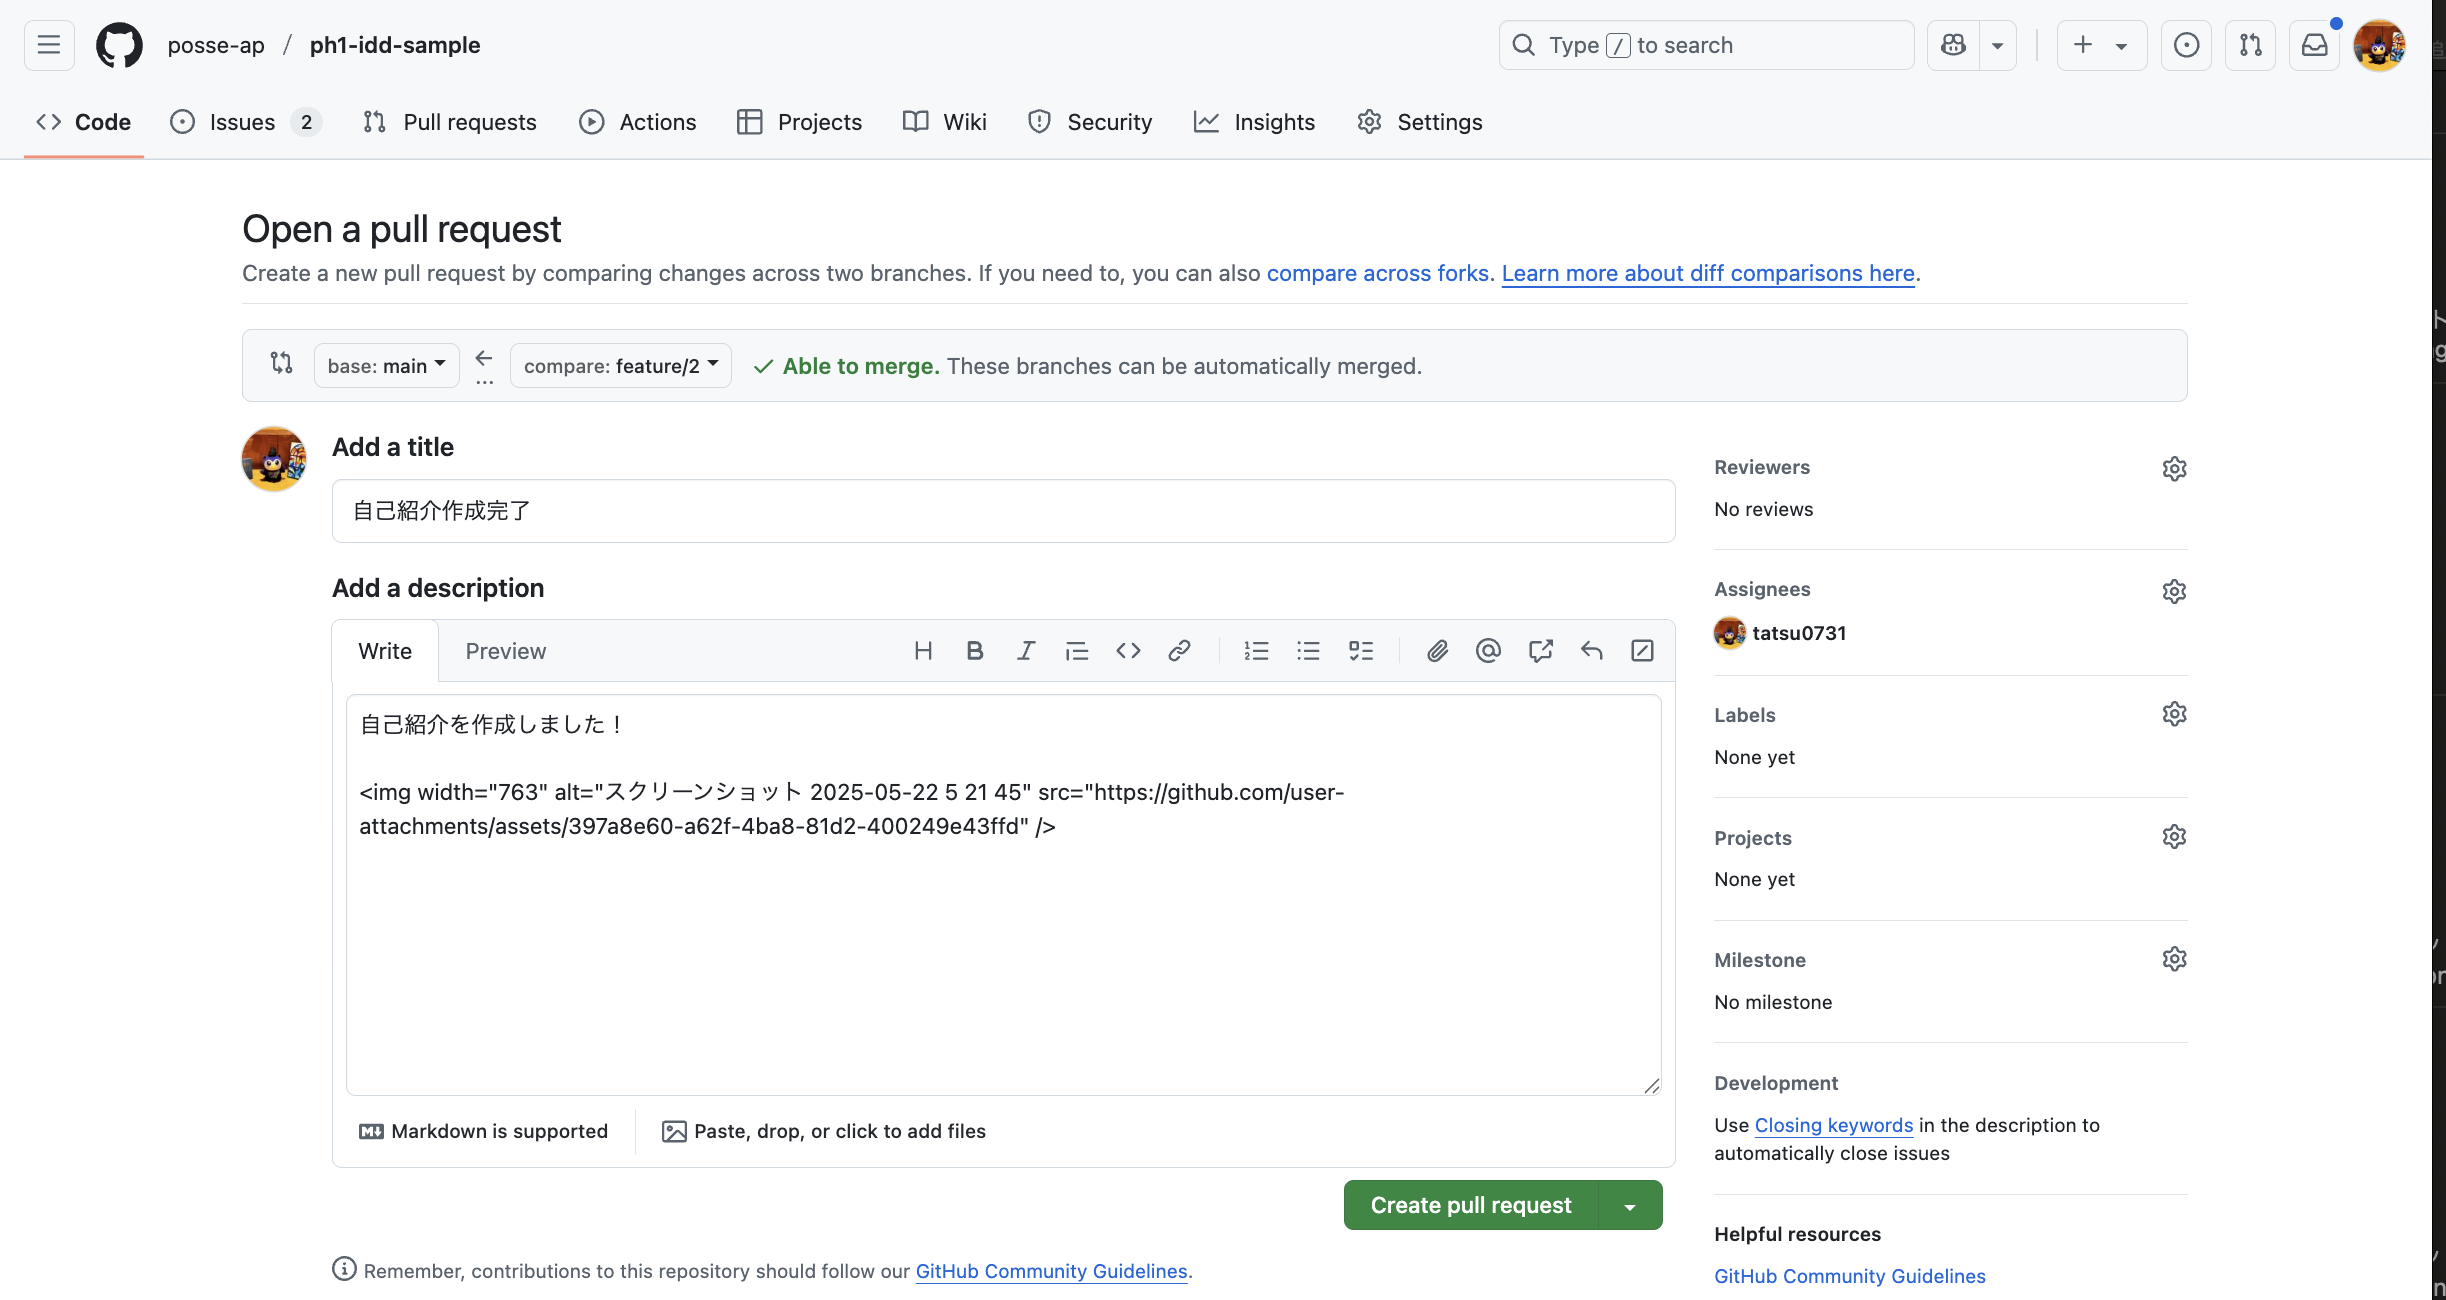 posse-ap / ph1-idd-sample
Type / to search
Code
Issues 2
Pull requests
Actions
Projects
Wiki
Security
Insights
Settings
Open a pull request
Create a new pull request by comparing changes across two branches. If you need to, you can also compare across forks. Learn more about diff comparisons here.
base: main
compare: feature/2
Able to merge. These branches can be automatically merged.
Add a title
自己紹介作成完了
Add a description
Write
Preview
自己紹介を作成しました！
<img width="763" alt="スクリーンショット 2025-05-22 5 21 45" src="https://github.com/user-
attachments/assets/397a8e60-a62f-4ba8-81d2-400249e43ffd" />
Markdown is supported
Paste, drop, or click to add files
Create pull request
Remember, contributions to this repository should follow our GitHub Community Guidelines.
Reviewers
No reviews
Assignees
tatsu0731
Labels
None yet
Projects
None yet
Milestone
No milestone
Development
Use Closing keywords in the description to
automatically close issues
Helpful resources
GitHub Community Guidelines